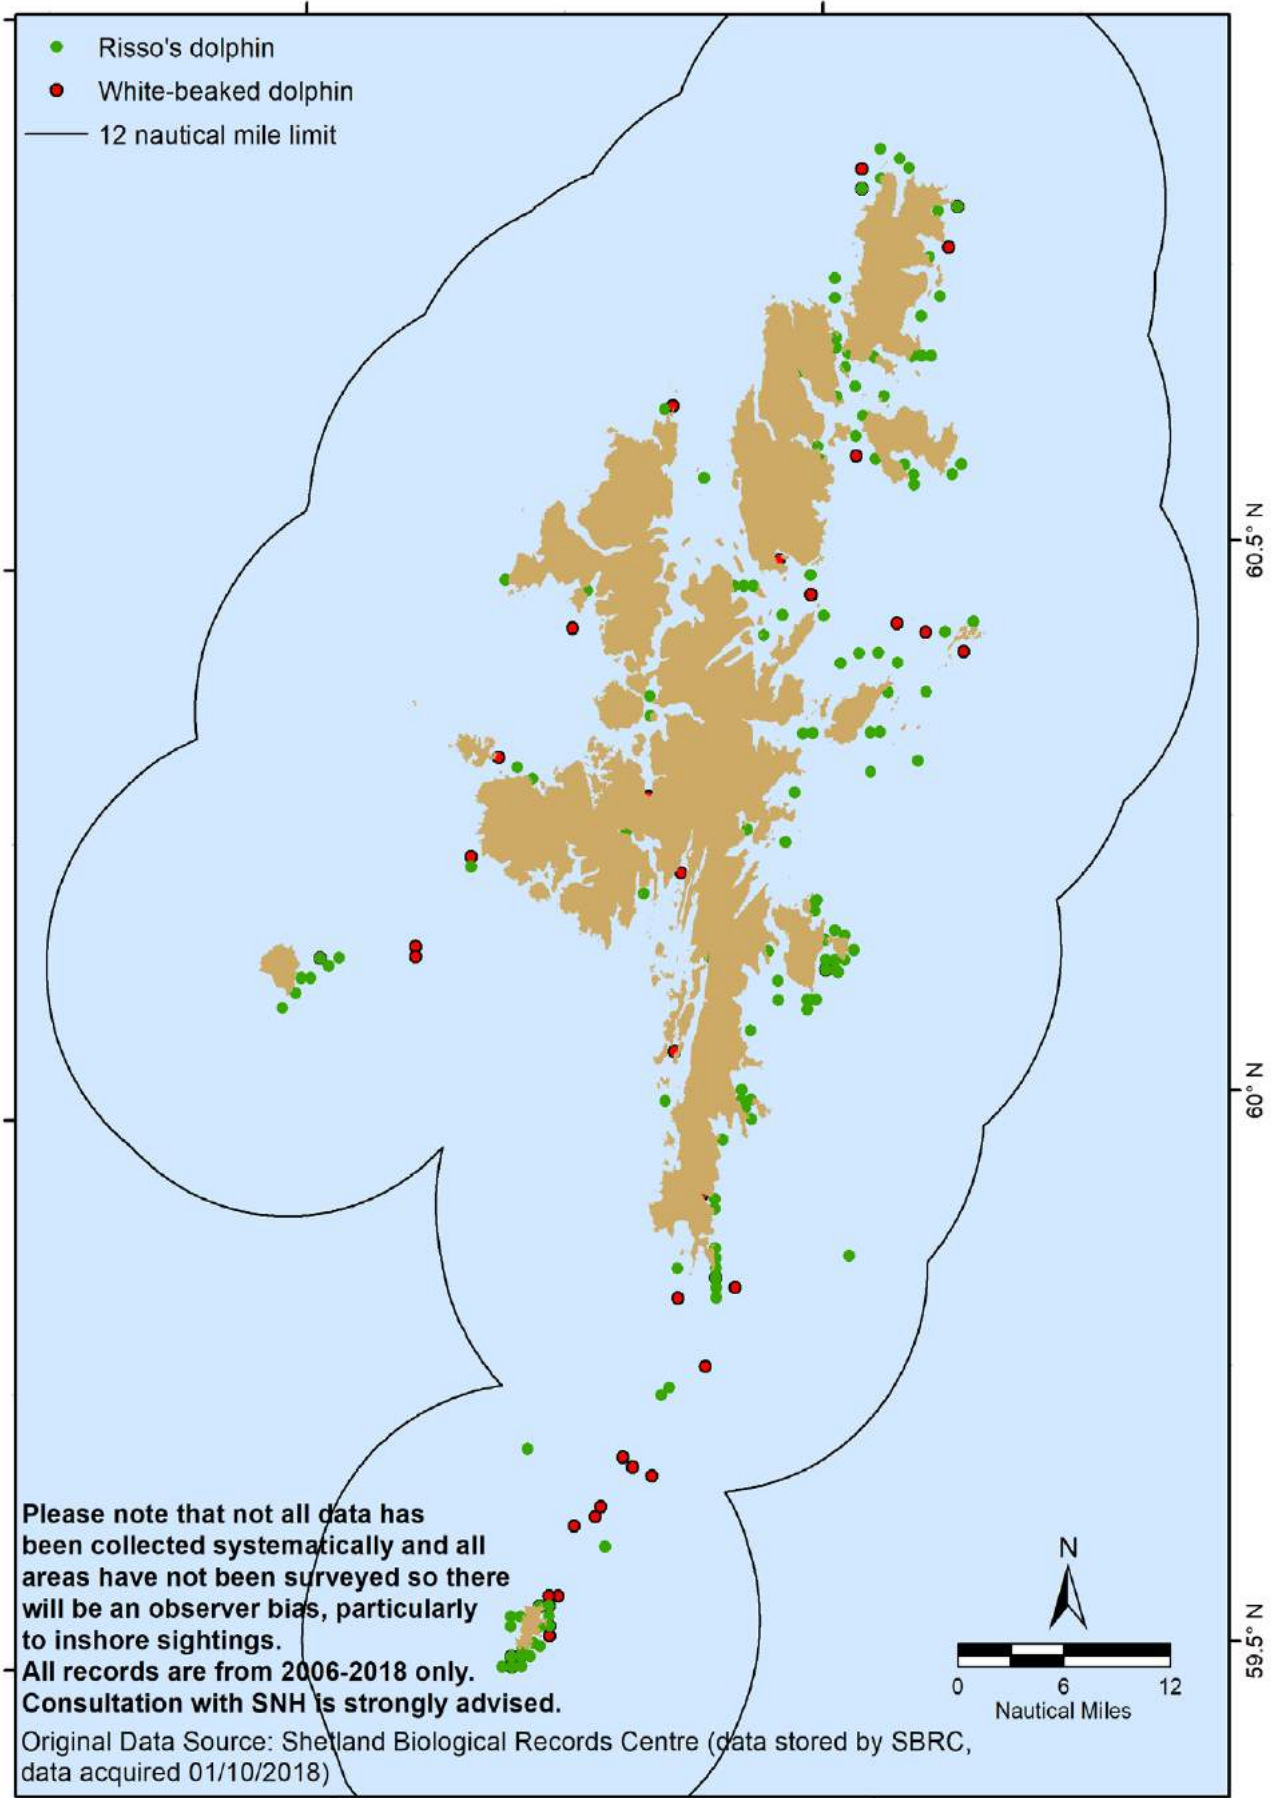 Risso's dolphin
White-beaked dolphin
12 nautical mile limit
60.5° N
60° N
59.5° N
Please note that not all data has
been collected systematically and all
areas have not been surveyed so there
will be an observer bias, particularly
to inshore sightings.
All records are from 2006-2018 only.
Consultation with SNH is strongly advised.
Original Data Source: Shetland Biological Records Centre (data stored by SBRC,
data acquired 01/10/2018)
N
0 6 12
Nautical Miles